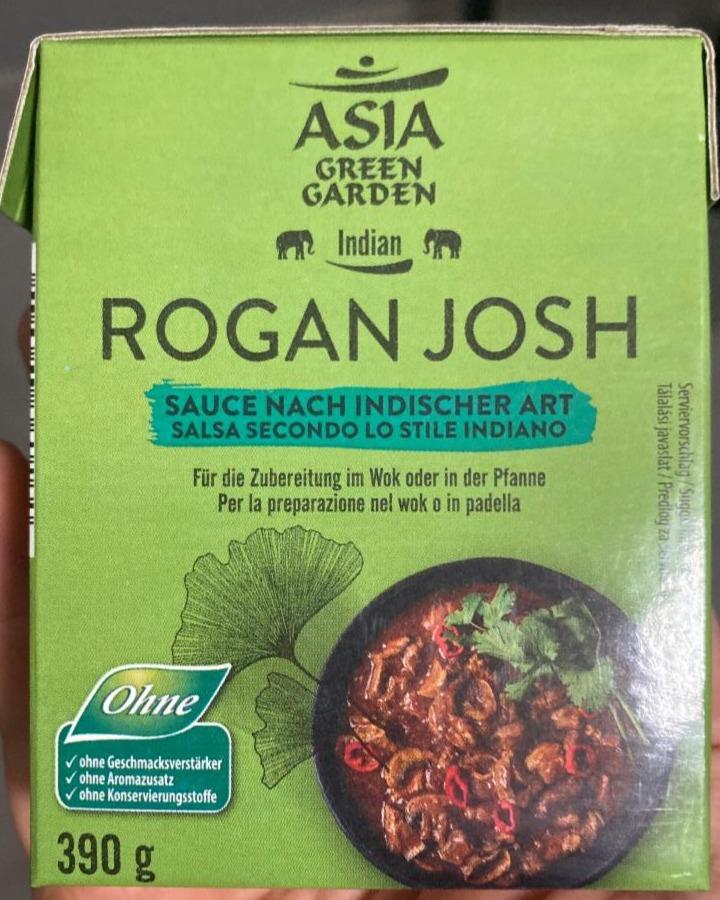 ASIA
GREEN
GARDEN
Indian
ROGAN JOSH
SAUCE NACH INDISCHER ART
SALSA SECONDO LO STILE INDIANO
Für die Zubereitung im Wok oder in der Pfanne
Per la preparazione nel wok o in padella
Serviervorschlag /
Tálalási javaslat / Predlog za
Ohne
✓ ohne Geschmacksverstärker
✓ ohne Aromazusatz
✓ ohne Konservierungsstoffe
390 g